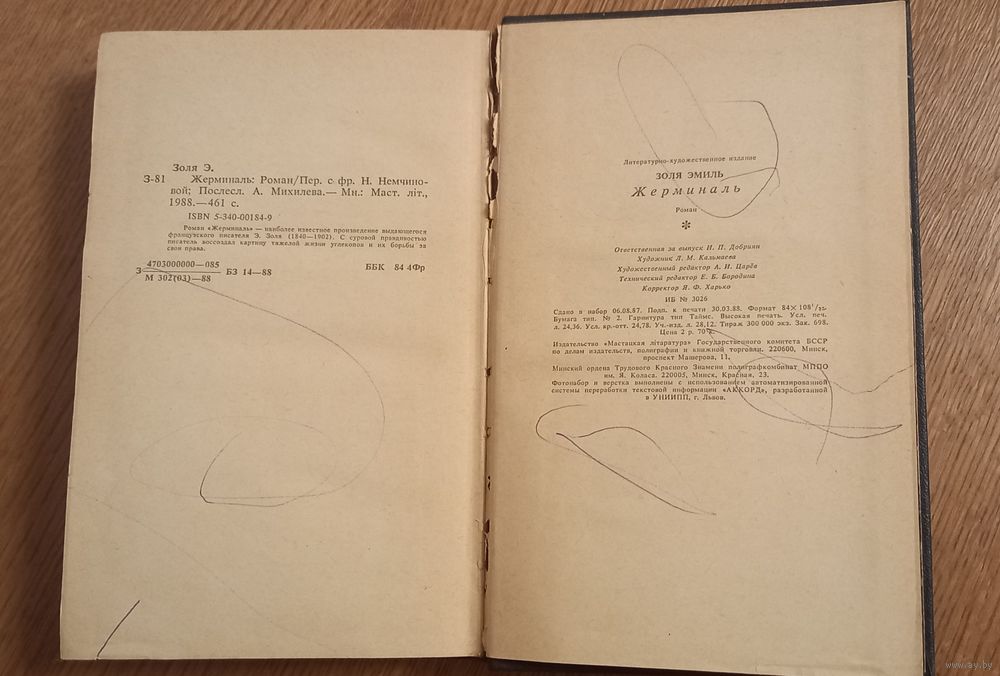 Золя Э.
З-81 Жерминаль: Роман/Пер. с фр. Н. Немчино-
вой; Послесл. А. Михилева.— Мн.: Маст. літ.,
1988.—461 с.
ISBN 5-340-00184-9
Роман «Жерминаль» — наиболее известное произведение выдающегося
французского писателя Э. Золя (1840—1902). С суровой правдивостью
писатель воссоздал картину тяжелой жизни углекопов и их борьбы за
свои права.
4703000000—085
З БЗ 14—88 ББК 84 4Фр
М 302(03)—88
Литературно-художественное издание
ЗОЛЯ ЭМИЛЬ
Жерминаль
Роман
*
Ответственная за выпуск И. П. Добриян
Художник Л. М. Кальмаева
Художественный редактор А. И. Царёв
Технический редактор Е. Б. Бородина
Корректор Я. Ф. Харько
ИБ № 3026
Сдано в набор 06.08.87. Подп. к печати 30.03.88. Формат 84×108 1/32.
Бумага тип. № 2. Гарнитура тип Таймс. Высокая печать. Усл. печ.
л. 24,36. Усл. кр.-отт. 24,78. Уч.-изд. л. 28,12. Тираж 300 000 экз. Зак. 698.
Цена 2 р. 70 к.
Издательство «Мастацкая літаратура» Государственного комитета БССР
по делам издательств, полиграфии и книжной торговли. 220600, Минск,
проспект Машерова, 11.
Минский ордена Трудового Красного Знамени полиграфкомбинат МППО
им. Я. Коласа. 220005, Минск, Красная, 23.
Фотонабор и верстка выполнены с использованием автоматизированной
системы переработки текстовой информации «АККОРД», разработанной
в УНИИПП, г. Львов.
www.ay.by